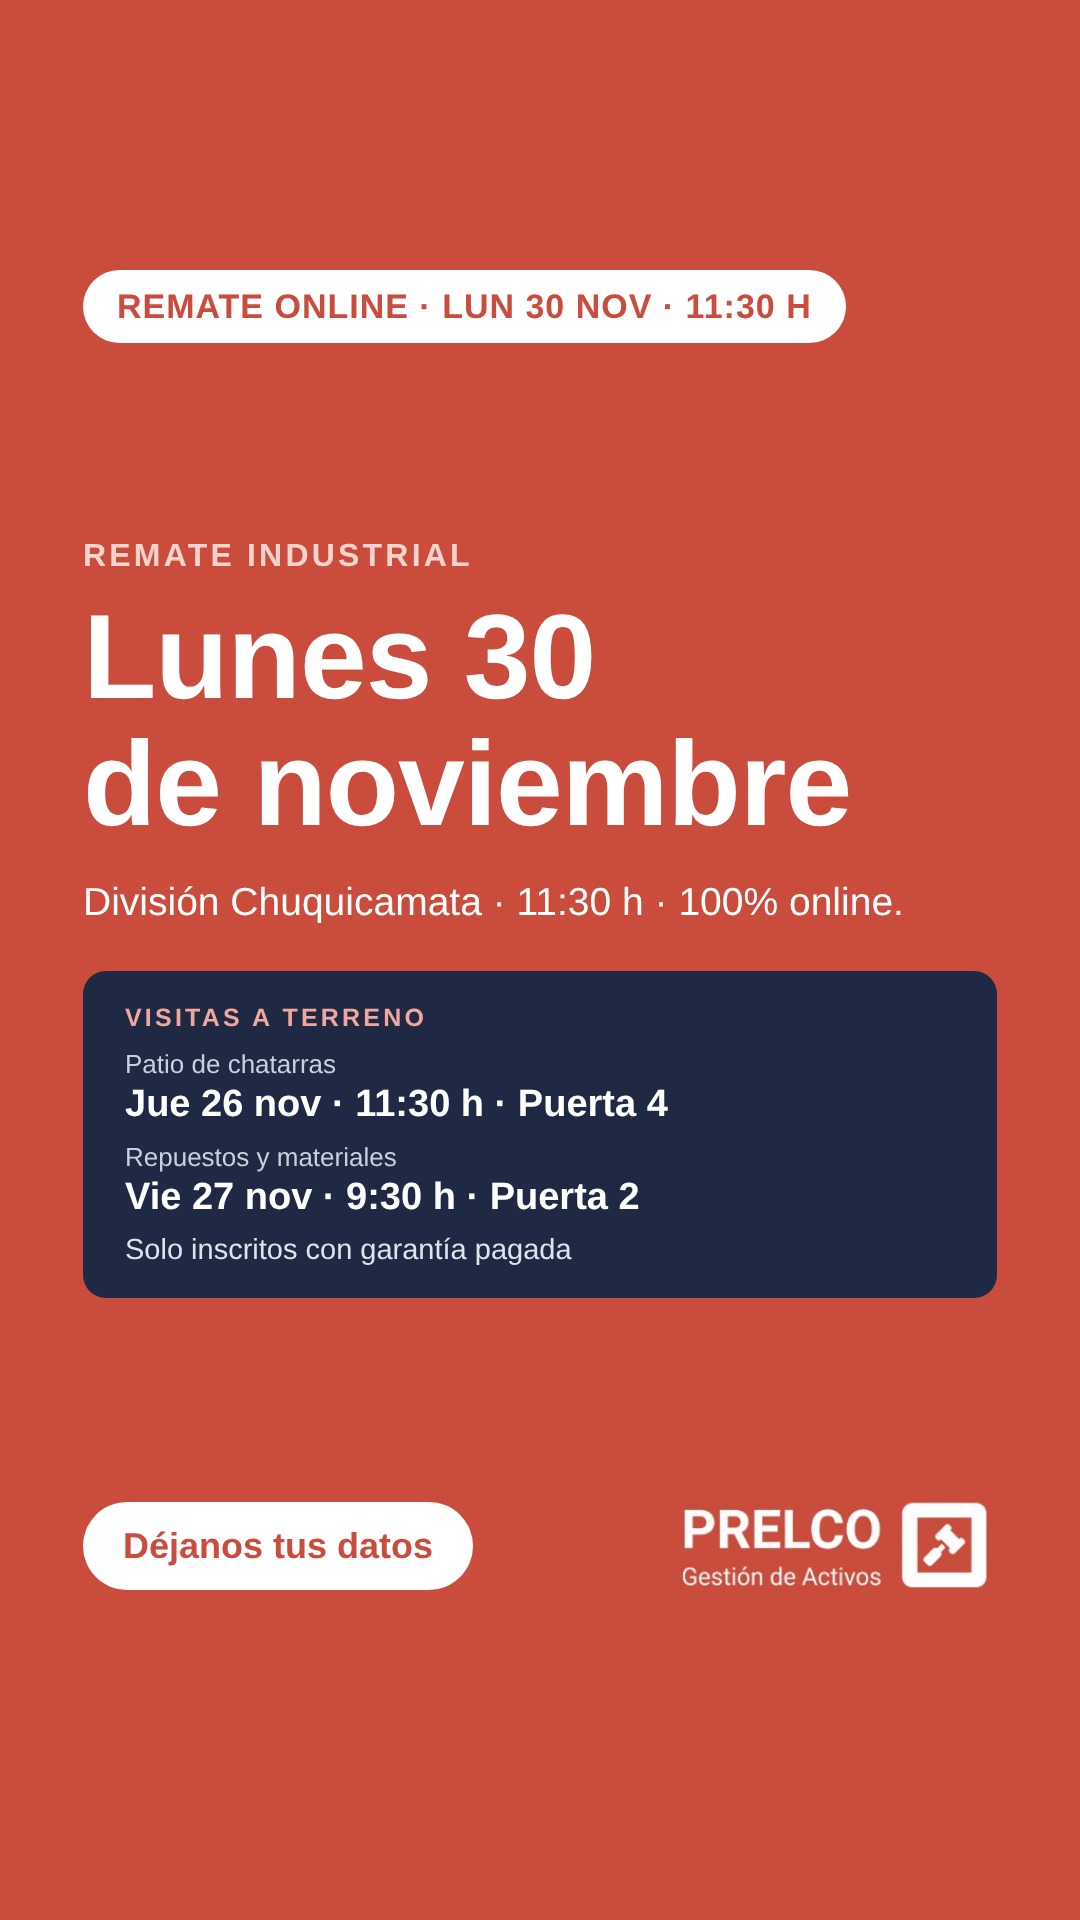 REMATE ONLINE · LUN 30 NOV · 11:30 H
REMATE INDUSTRIAL
Lunes 30
de noviembre
División Chuquicamata · 11:30 h · 100% online.
VISITAS A TERRENO
Patio de chatarras
Jue 26 nov · 11:30 h · Puerta 4
Repuestos y materiales
Vie 27 nov · 9:30 h · Puerta 2
Solo inscritos con garantía pagada
Déjanos tus datos
PRELCO
Gestión de Activos